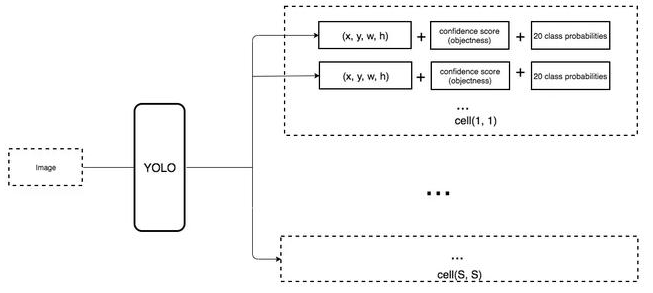 (x, y, w, h) + confidence score (objectness) + 20 class probabilities
(x, y, w, h) + confidence score (objectness) + 20 class probabilities
...
cell(1, 1)
Image
YOLO
...
...
cell(S, S)